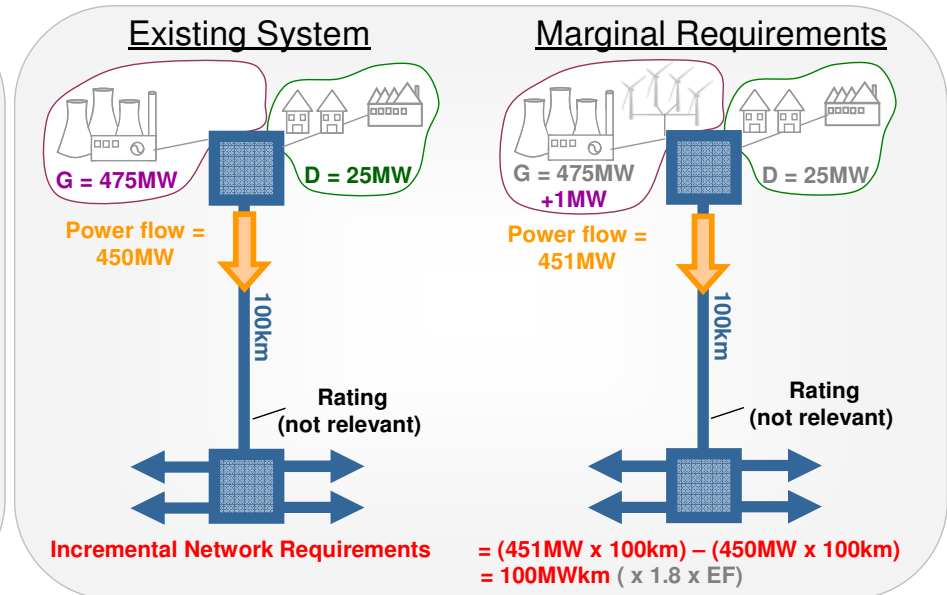 Existing System
G = 475MW
D = 25MW
Power flow =
450MW
100km
Rating
(not relevant)
Marginal Requirements
G = 475MW
+1MW
D = 25MW
Power flow =
451MW
100km
Rating
(not relevant)
Incremental Network Requirements = (451MW x 100km) – (450MW x 100km)
= 100MWkm ( x 1.8 x EF)